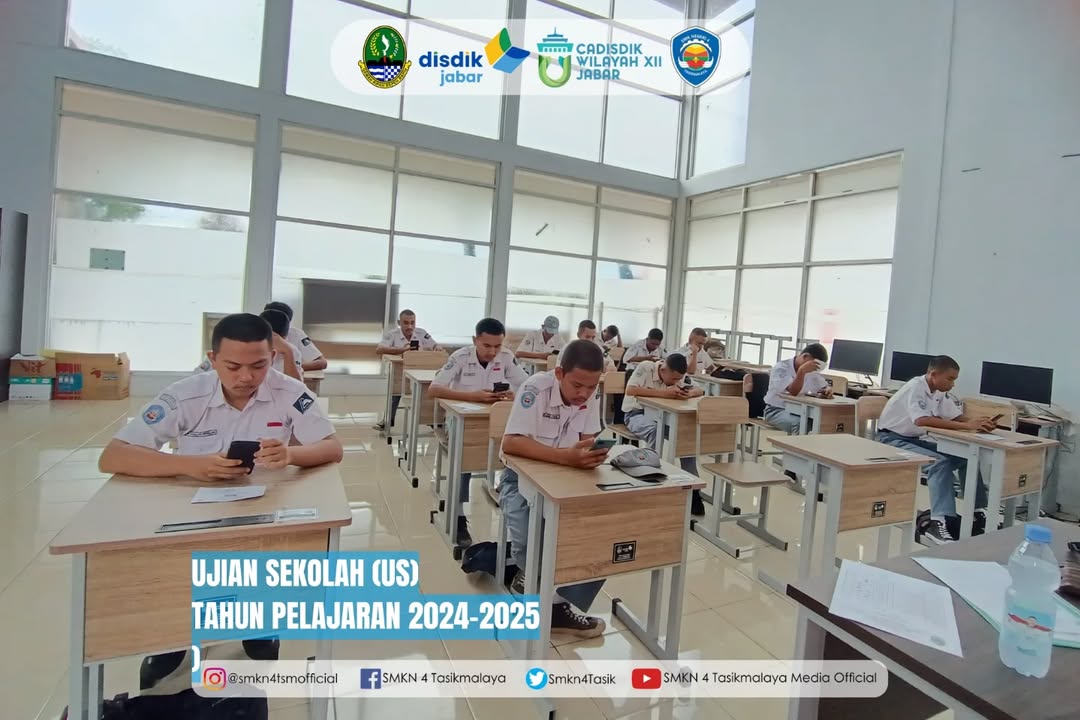 disdik
jabar
CADISDIK
WILAYAH XII
JABAR
UJIAN SEKOLAH (US)
TAHUN PELAJARAN 2024-2025
)
@smkn4tsmofficial
SMKN 4 Tasikmalaya
Smkn4Tasik
SMKN 4 Tasikmalaya Media Official